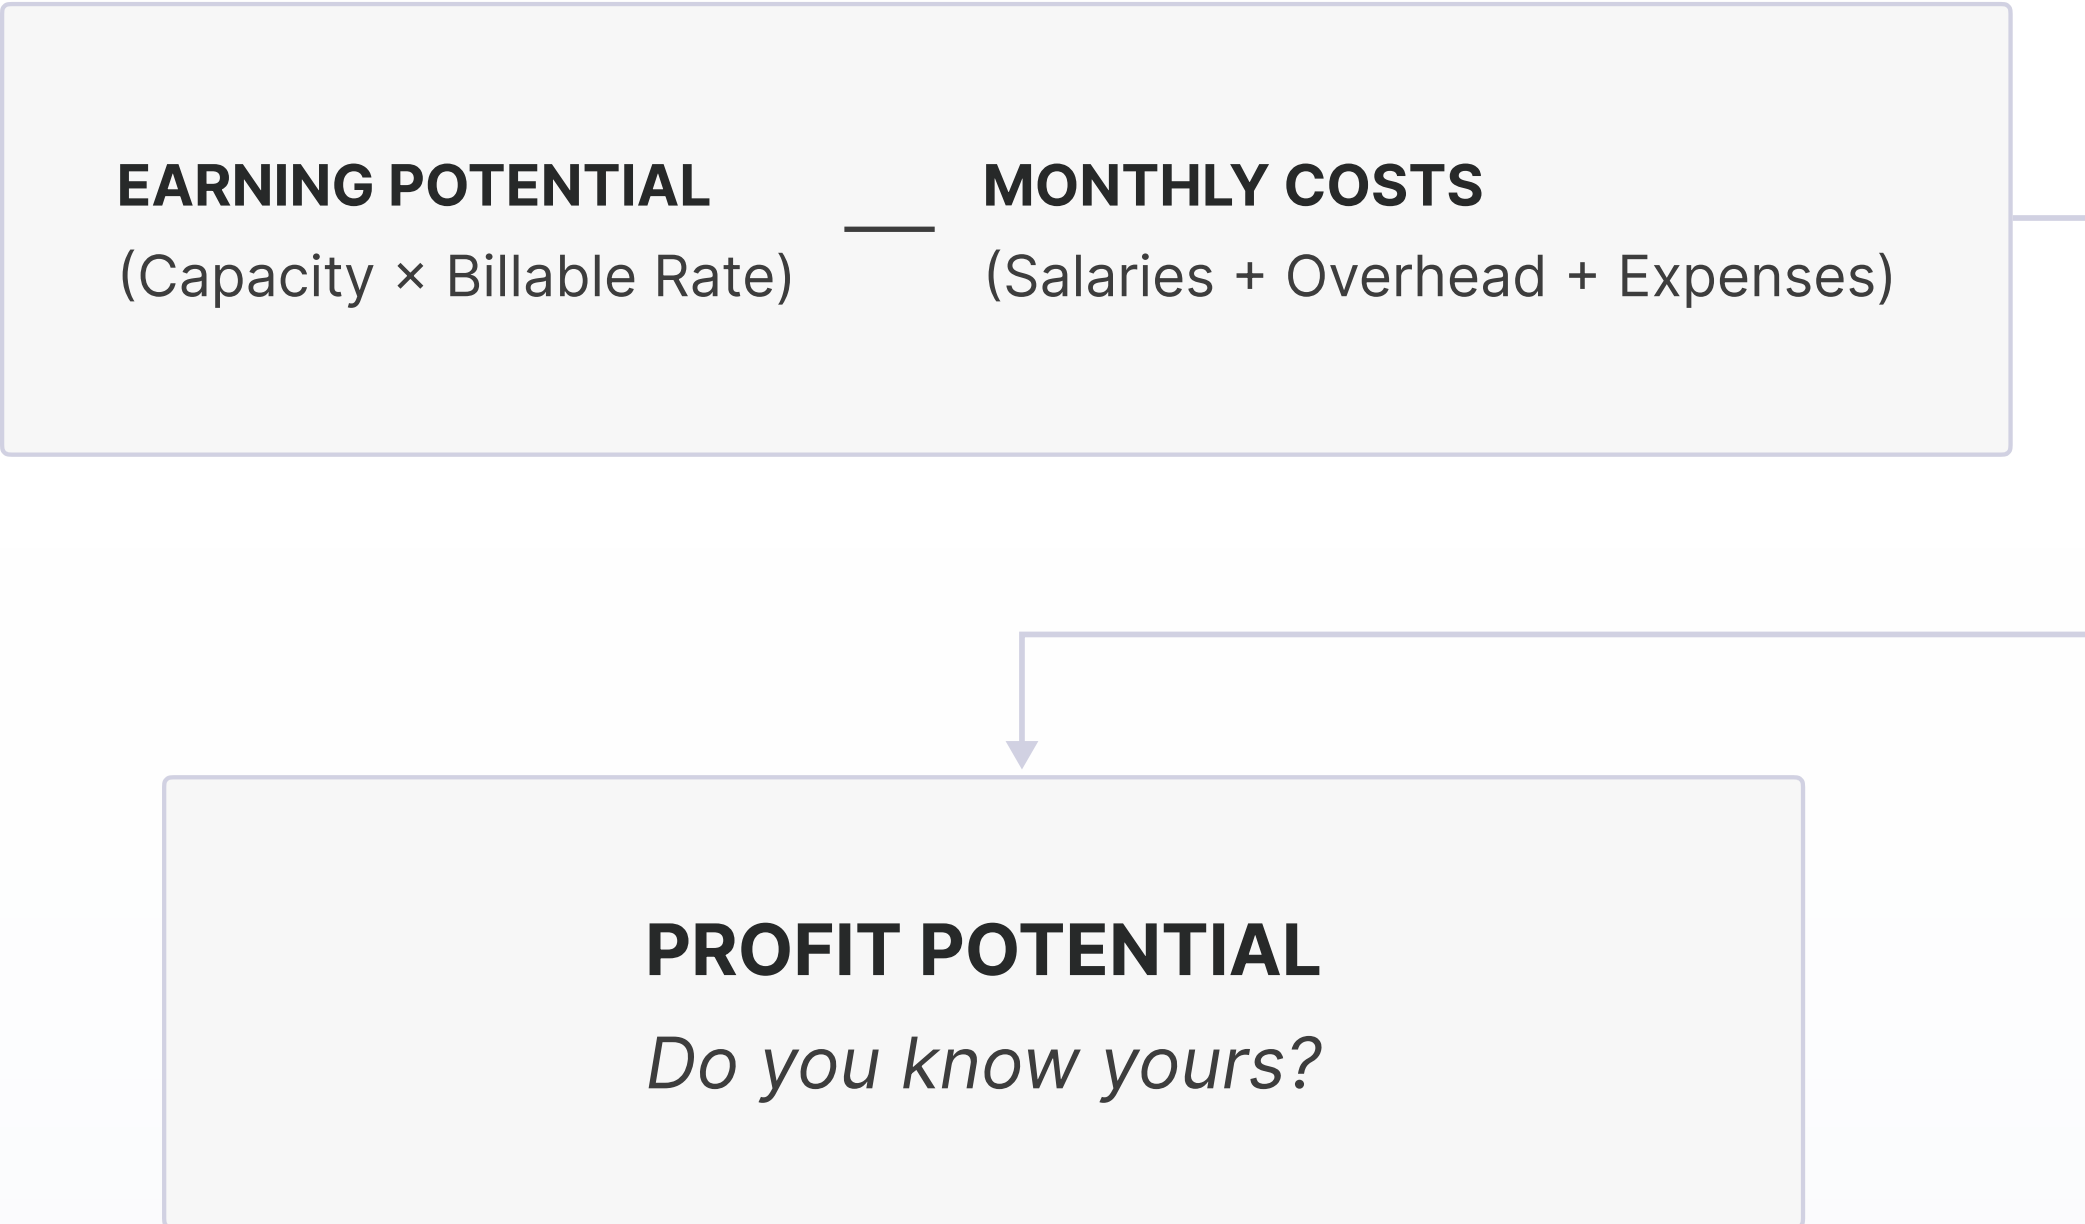 EARNING POTENTIAL
(Capacity × Billable Rate)
—
MONTHLY COSTS
(Salaries + Overhead + Expenses)
PROFIT POTENTIAL
Do you know yours?